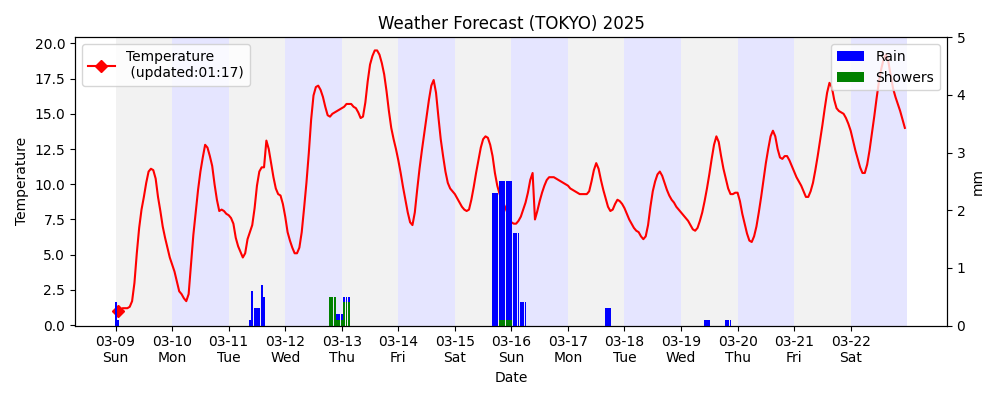 Weather Forecast (TOKYO) 2025
Temperature
(updated:01:17)
Rain
Showers
20.0
17.5
15.0
12.5
10.0
7.5
5.0
2.5
0.0
Temperature
5
4
3
2
1
0
mm
03-09 03-10 03-11 03-12 03-13 03-14 03-15 03-16 03-17 03-18 03-19 03-20 03-21 03-22
Sun Mon Tue Wed Thu Fri Sat Sun Mon Tue Wed Thu Fri Sat
Date